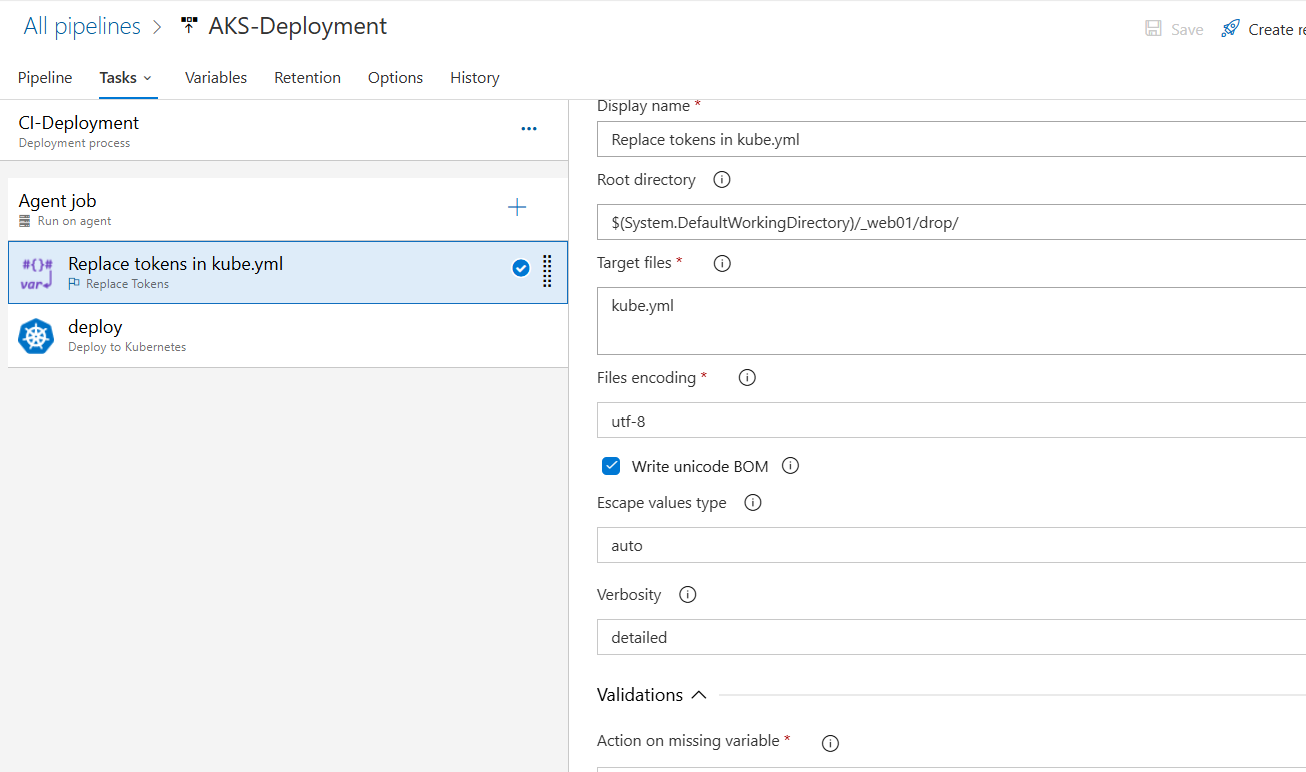 All pipelines > AKS-Deployment
Save
Create re
Pipeline
Tasks
Variables
Retention
Options
History
CI-Deployment
Deployment process
Agent job
Run on agent
#{}#
var
Replace tokens in kube.yml
Replace Tokens
deploy
Deploy to Kubernetes
Display name *
Replace tokens in kube.yml
Root directory
$(System.DefaultWorkingDirectory)/_web01/drop/
Target files *
kube.yml
Files encoding *
utf-8
Write unicode BOM
Escape values type
auto
Verbosity
detailed
Validations
Action on missing variable *